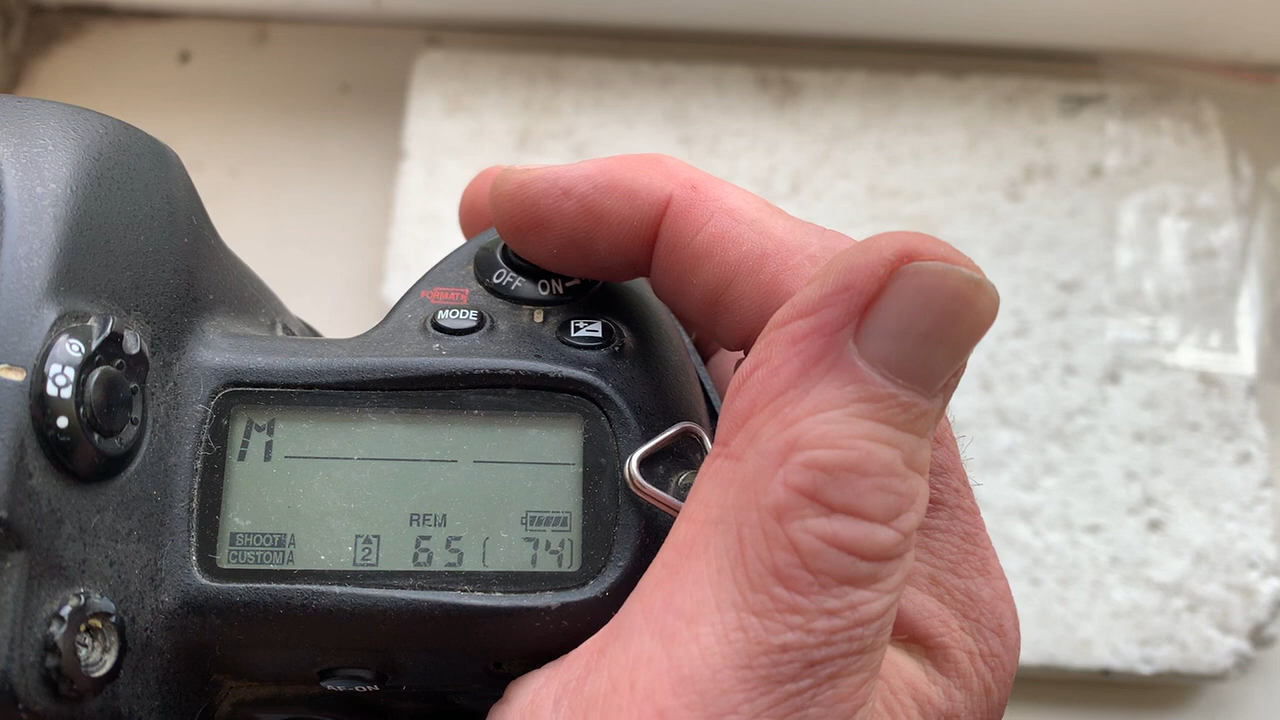 OFF ON
FORMAT
MODE
M
REM
SHOOT A
CUSTOM A
2 65 [ 74]
AF-ON